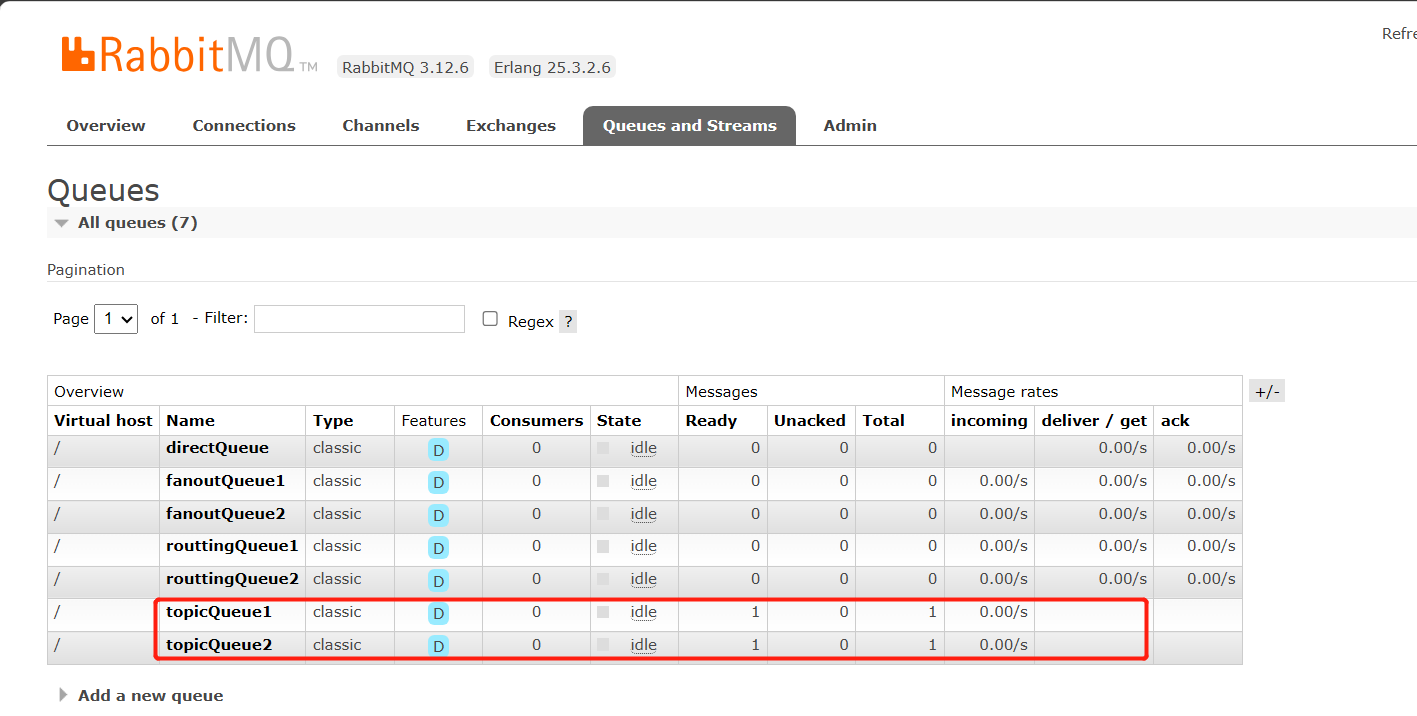 Refre
RabbitMQ TM RabbitMQ 3.12.6 Erlang 25.3.2.6
Overview Connections Channels Exchanges Queues and Streams Admin
Queues
All queues (7)
Pagination
Page 1 of 1 - Filter: Regex ?
Overview Messages Message rates +/-
Virtual host Name Type Features Consumers State Ready Unacked Total incoming deliver / get ack
/ directQueue classic D 0 idle 0 0 0 0.00/s 0.00/s
/ fanoutQueue1 classic D 0 idle 0 0 0 0.00/s 0.00/s 0.00/s
/ fanoutQueue2 classic D 0 idle 0 0 0 0.00/s 0.00/s 0.00/s
/ routtingQueue1 classic D 0 idle 0 0 0 0.00/s 0.00/s 0.00/s
/ routtingQueue2 classic D 0 idle 0 0 0 0.00/s 0.00/s 0.00/s
/ topicQueue1 classic D 0 idle 1 0 1 0.00/s
/ topicQueue2 classic D 0 idle 1 0 1 0.00/s
Add a new queue